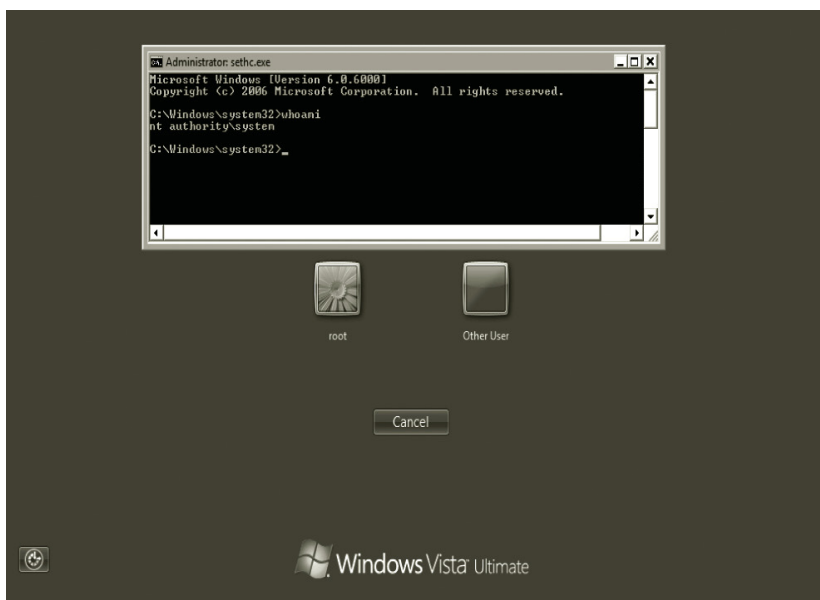 Administrator: sethc.exe
Microsoft Windows [Version 6.0.6000]
Copyright (c) 2006 Microsoft Corporation.  All rights reserved.
C:\Windows\system32>whoami
nt authority\system
C:\Windows\system32>_
root
Other User
Cancel
Windows Vista Ultimate